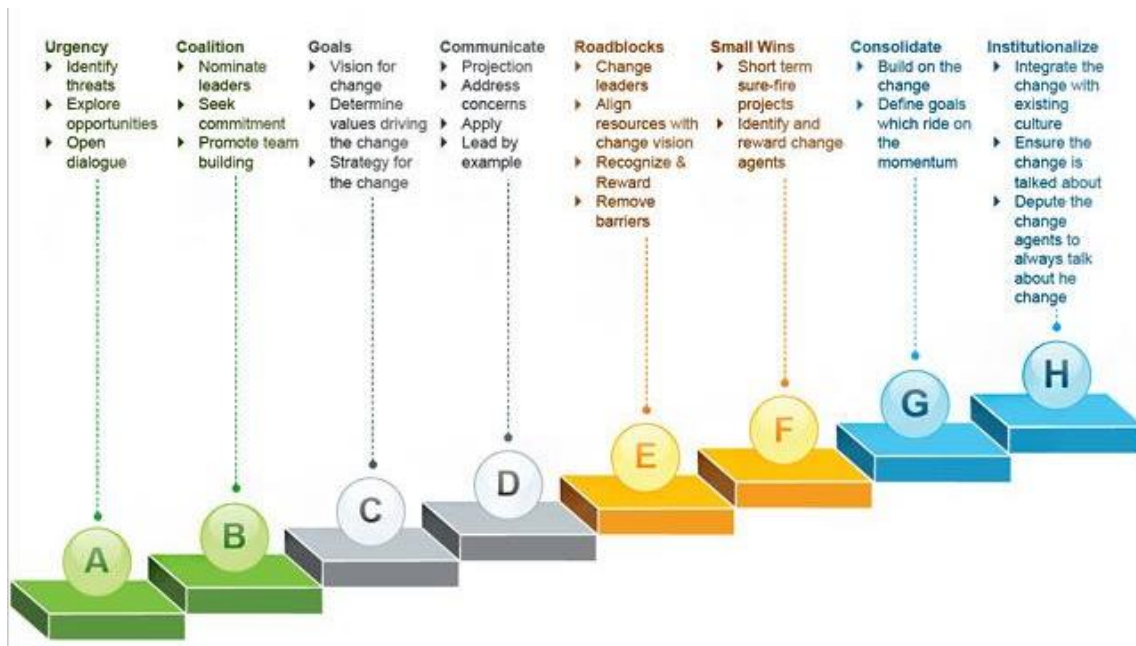 Urgency
Identify
threats
Explore
opportunities
Open
dialogue
Coalition
Nominate
leaders
Seek
commitment
Promote team
building
Goals
Vision for
change
Determine
values driving
the change
Strategy for
the change
Communicate
Projection
Address
concerns
Apply
Lead by
example
Roadblocks
Change
leaders
Align
resources with
change vision
Recognize &
Reward
Remove
barriers
Small Wins
Short term
sure-fire
projects
Identify and
reward change
agents
Consolidate
Build on the
change
Define goals
which ride on
the
momentum
Institutionalize
Integrate the
change with
existing
culture
Ensure the
change is
talked about
Depute the
change
agents to
always talk
about he
change
A
B
C
D
E
F
G
H